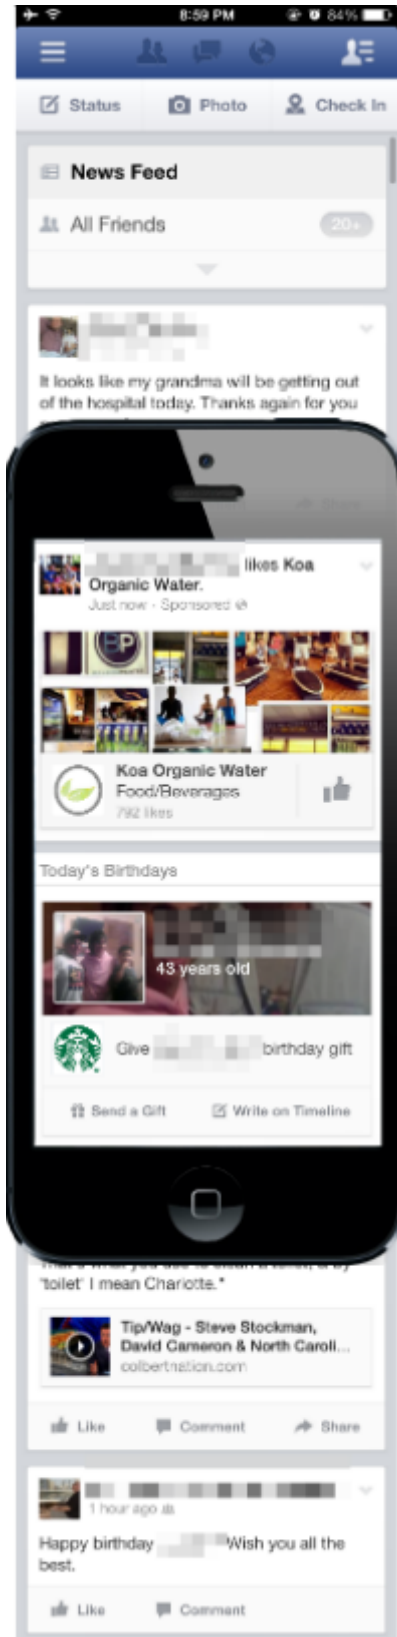 8:59 PM
84%
Status
Photo
Check In
News Feed
All Friends
20+
It looks like my grandma will be getting out
of the hospital today. Thanks again for you
Share
likes Koa
Organic Water.
Just now · Sponsored
BP
Koa Organic Water
Food/Beverages
792 likes
Today's Birthdays
43 years old
Give
birthday gift
Send a Gift
Write on Timeline
'toilet' I mean Charlotte."
Tip/Wag - Steve Stockman,
David Cameron & North Caroli...
colbertnation.com
Like
Comment
Share
1 hour ago
Happy birthday
Wish you all the
best.
Like
Comment